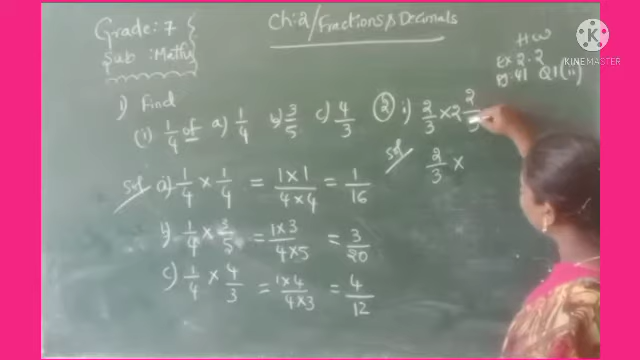 Grade: 7
Sub : Maths
Ch:2/Fractions & Decimals
H W
Ex 2.2
p: 41 Q1(ii)
KINEMASTER
1) Find
(i) 1/4 of a) 1/4 b) 3/5 c) 4/3
Sol a) 1/4 × 1/4 = 1×1/4×4 = 1/16
b) 1/4 × 3/5 = 1×3/4×5 = 3/20
c) 1/4 × 4/3 = 1×4/4×3 = 4/12
2 i) 2/3 × 2 2/
Sol 2/3 ×